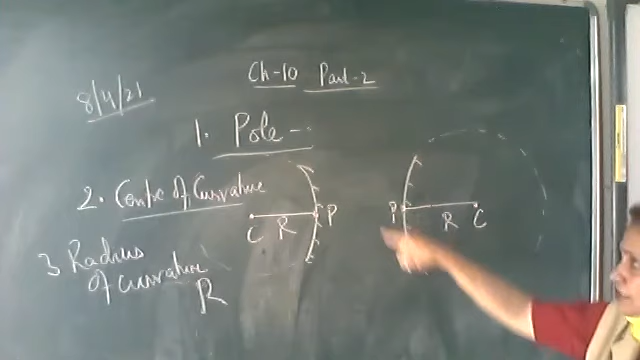 Ch-10 Part-2
8/4/21
1. Pole -:
2. Centre of Curvature
C R P
P R C
3 Radius
of curvature
R